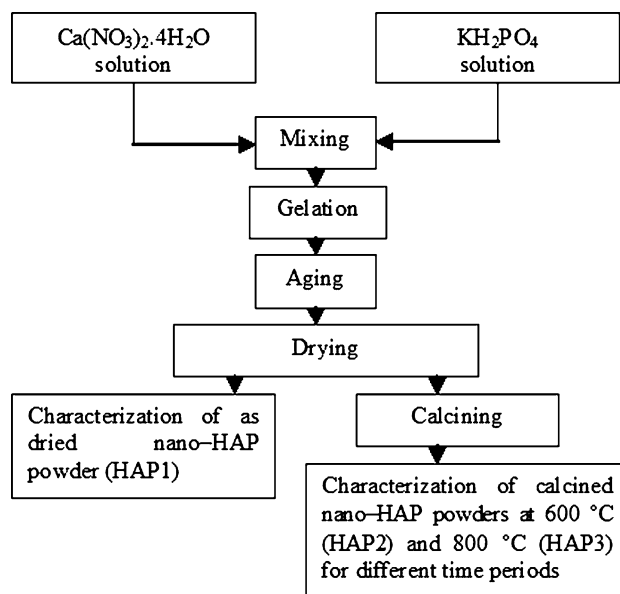 Ca(NO3)2.4H2O
solution
KH2PO4
solution
Mixing
Gelation
Aging
Drying
Characterization of as
dried nano–HAP
powder (HAP1)
Calcining
Characterization of calcined
nano–HAP powders at 600 °C
(HAP2) and 800 °C (HAP3)
for different time periods